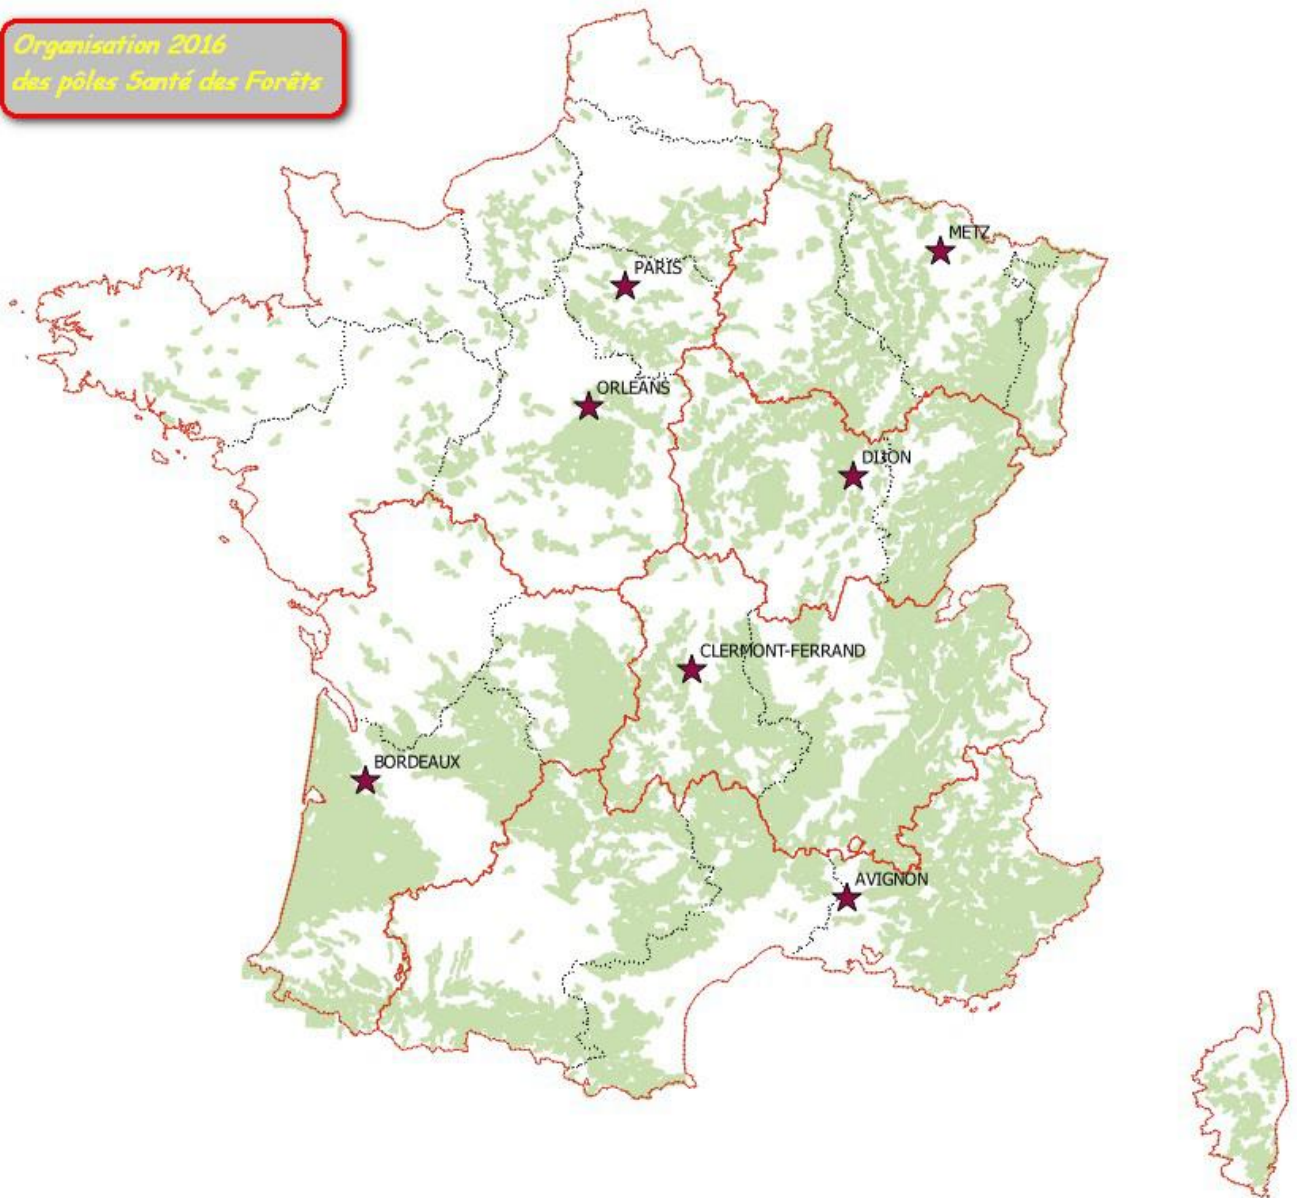 Organisation 2016
des pôles Santé des Forêts
METZ
PARIS
ORLEANS
DIJON
CLERMONT-FERRAND
BORDEAUX
AVIGNON